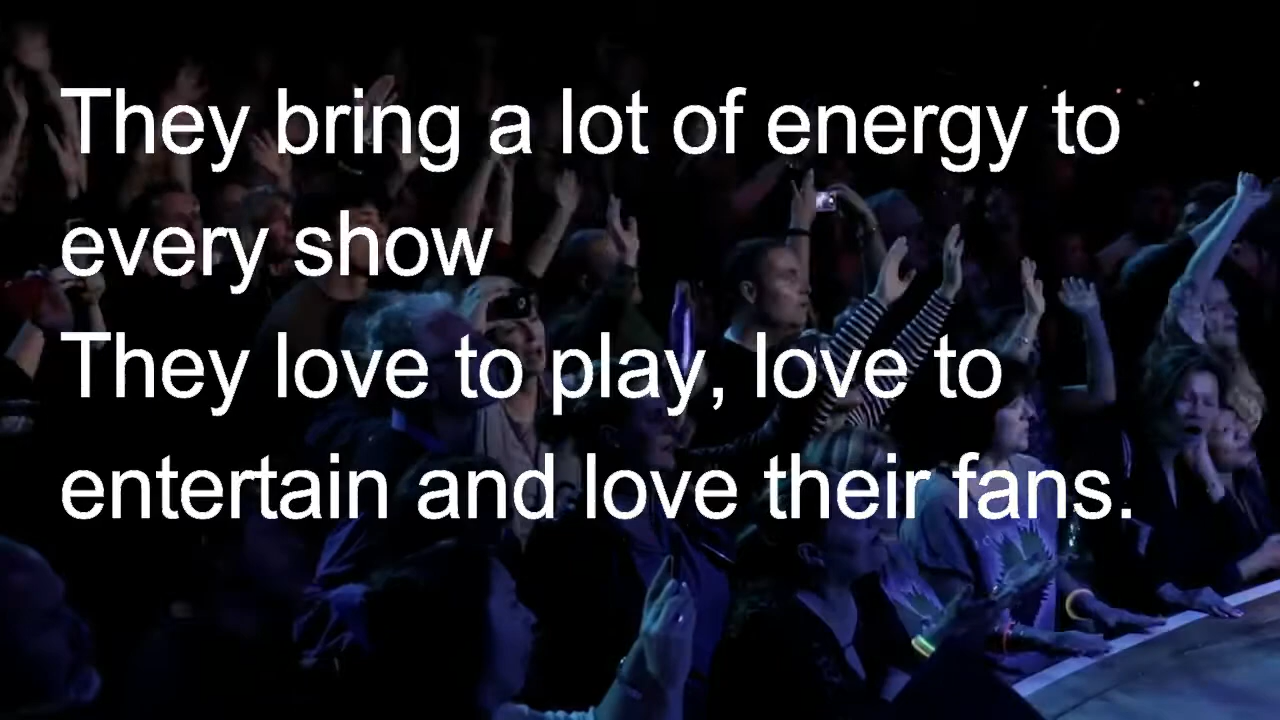 They bring a lot of energy to
every show
They love to play, love to
entertain and love their fans.